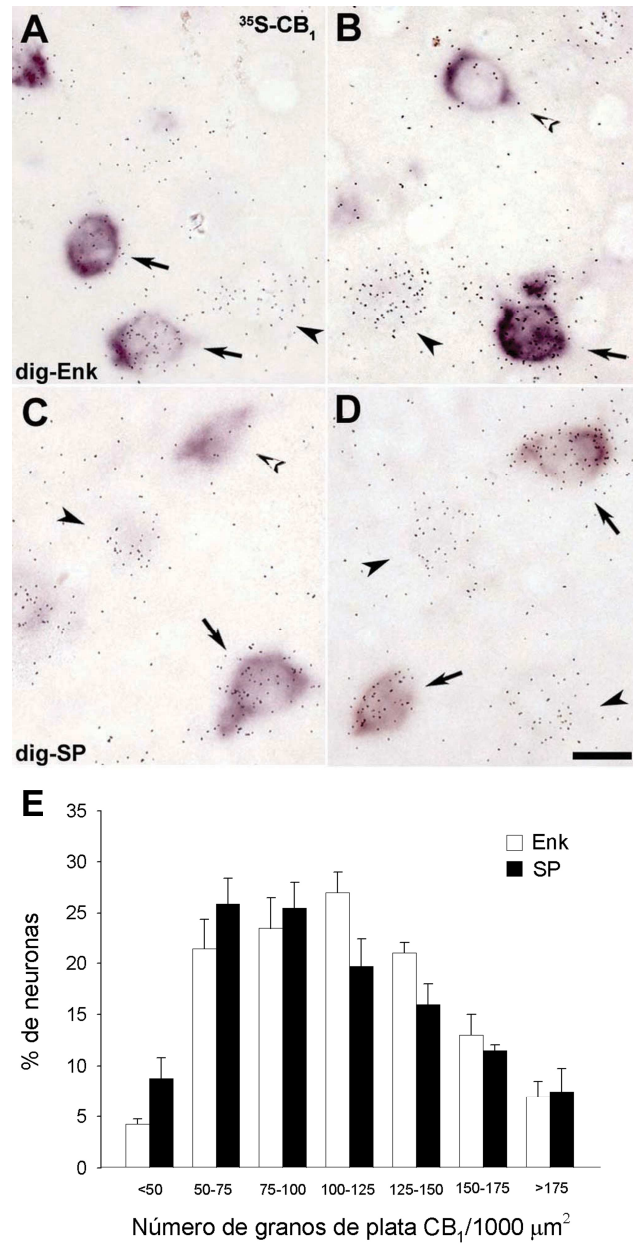 A
³⁵S-CB₁
B
dig-Enk
C
D
dig-SP
E
35
30
25
20
15
10
5
0
% de neuronas
Enk
SP
<50
50-75
75-100
100-125
125-150
150-175
>175
Número de granos de plata CB₁/1000 µm²